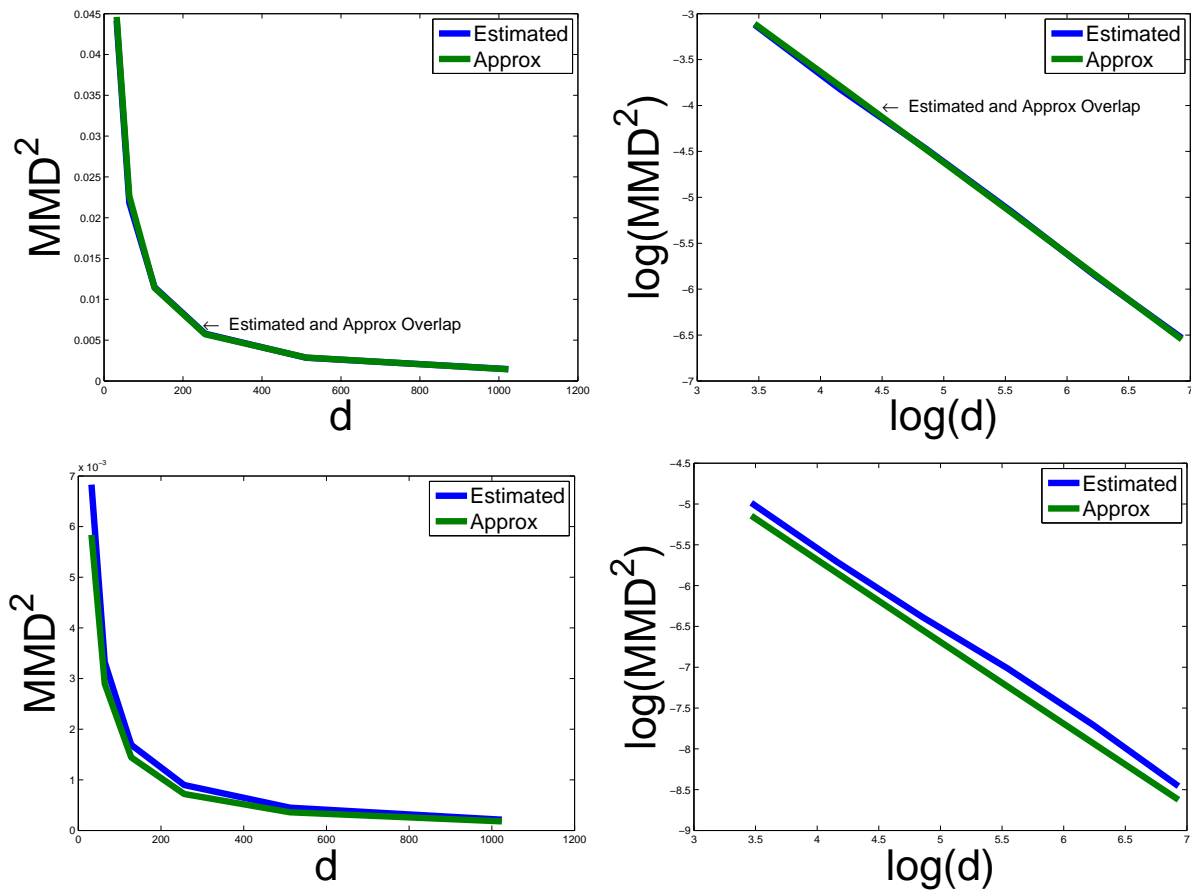 0.045
0.04
0.035
0.03
0.025
0.02
0.015
0.01
0.005
0
MMD²
Estimated
Approx
← Estimated and Approx Overlap
0 200 400 600 800 1000 1200
d
−3
−3.5
−4
−4.5
−5
−5.5
−6
−6.5
−7
log(MMD²)
Estimated
Approx
← Estimated and Approx Overlap
3 3.5 4 4.5 5 5.5 6 6.5 7
log(d)
x 10⁻³
7
6
5
4
3
2
1
0
MMD²
Estimated
Approx
0 200 400 600 800 1000 1200
d
−4.5
−5
−5.5
−6
−6.5
−7
−7.5
−8
−8.5
−9
log(MMD²)
Estimated
Approx
3 3.5 4 4.5 5 5.5 6 6.5 7
log(d)